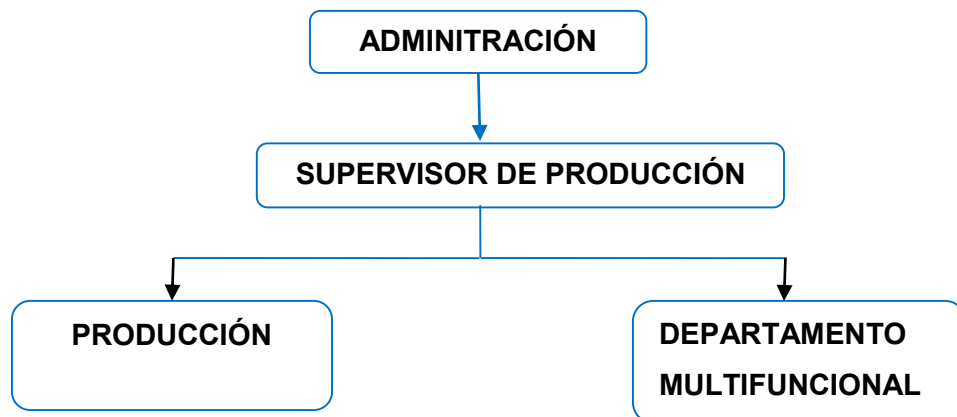 ADMINITRACIÓN
SUPERVISOR DE PRODUCCIÓN
PRODUCCIÓN
DEPARTAMENTO
MULTIFUNCIONAL